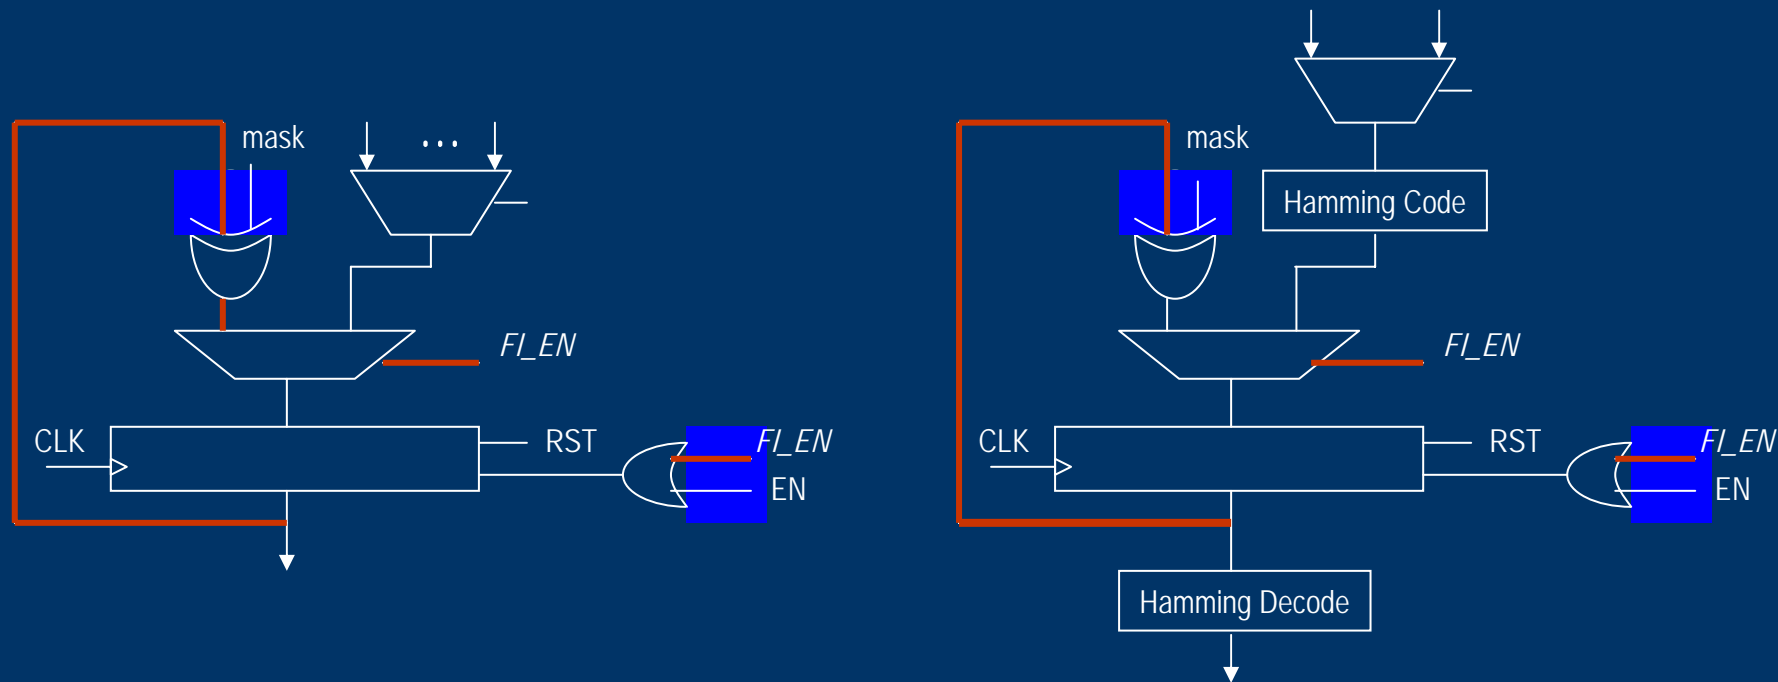 mask
...
FI_EN
CLK
RST
FI_EN
EN
mask
Hamming Code
FI_EN
CLK
RST
FI_EN
EN
Hamming Decode